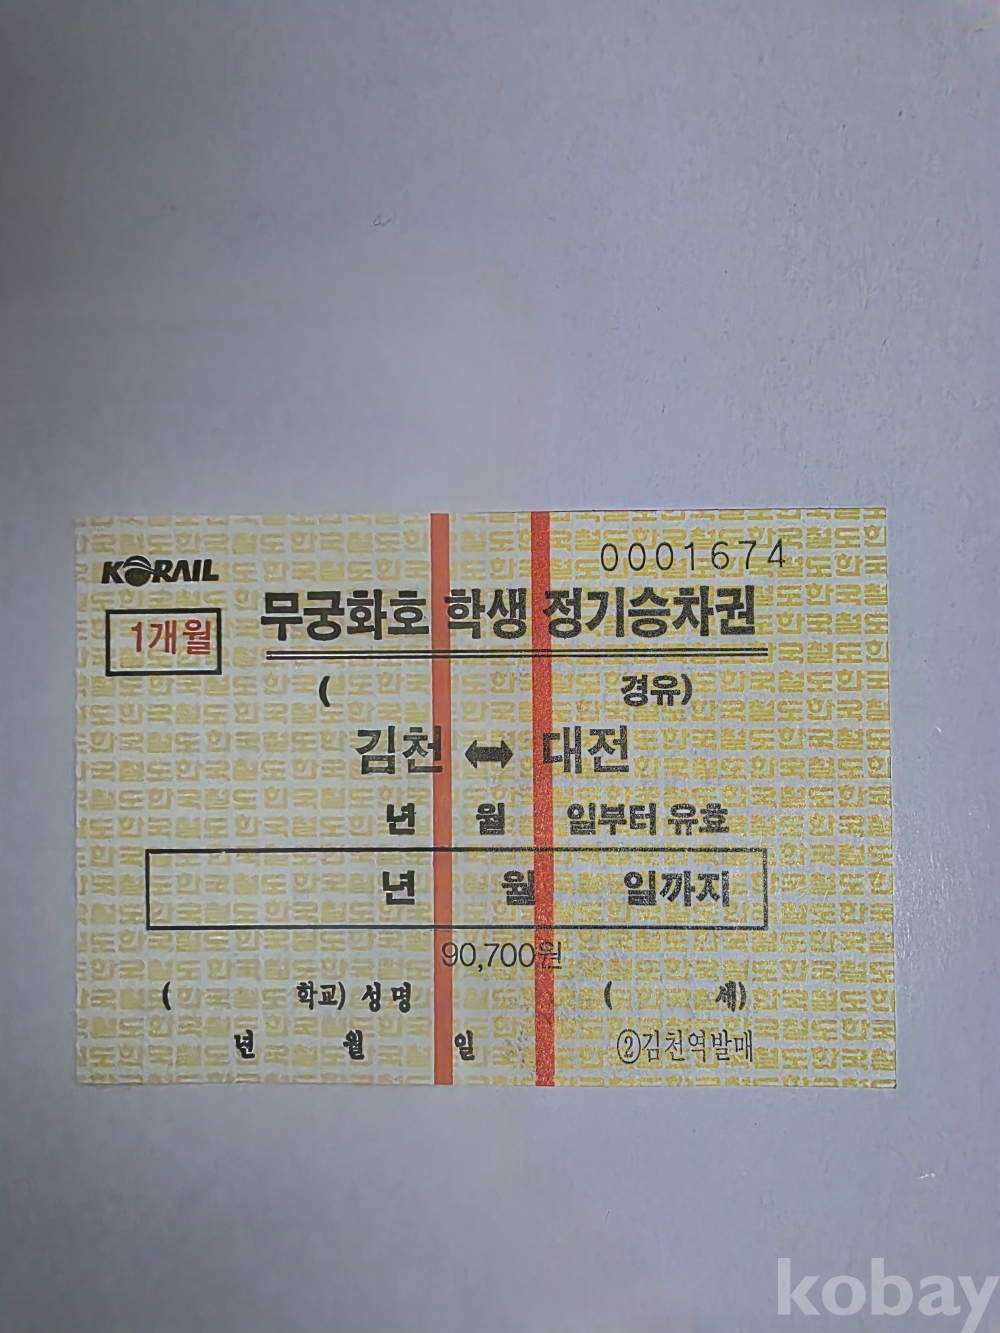 0001674
KORAIL
1개월
무궁화호 학생 정기승차권
( 경유)
김천 ↔ 대전
년 월 일부터 유효
년 월 일까지
90,700원
( 학교) 성명 ( 세)
년 월 일 ②김천역발매
kobay